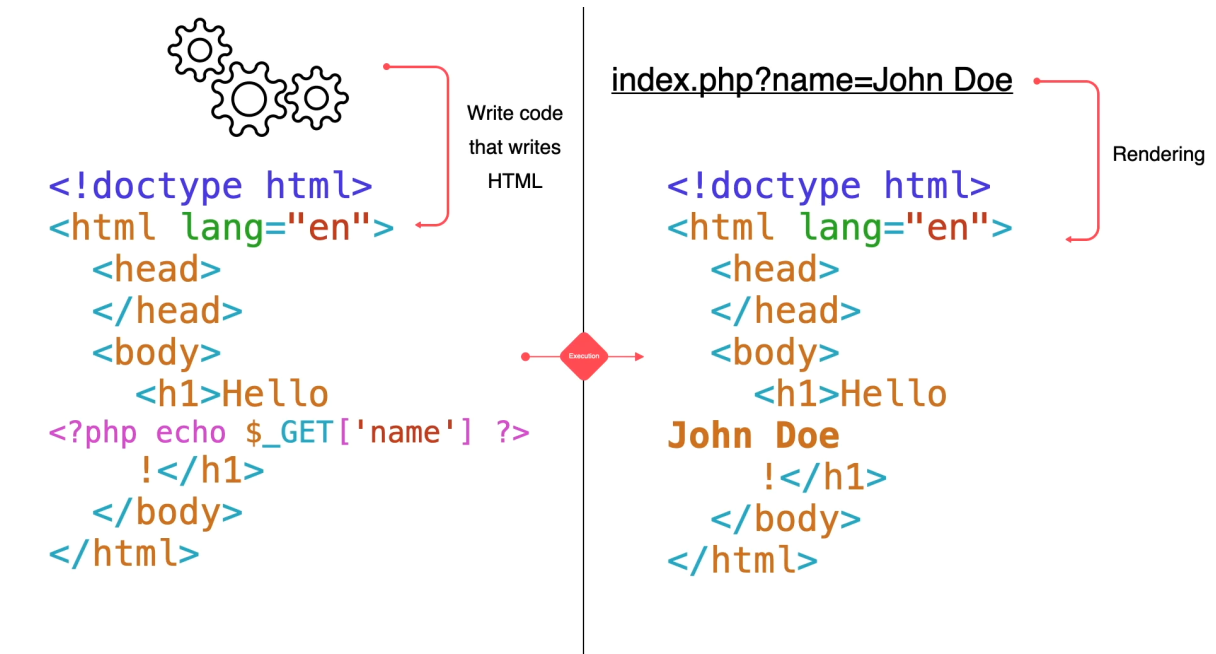 Write code
that writes
HTML
<!doctype html>
<html lang="en">
<head>
</head>
<body>
<h1>Hello
<?php echo $_GET['name'] ?>
!</h1>
</body>
</html>
Execution
index.php?name=John Doe
Rendering
<!doctype html>
<html lang="en">
<head>
</head>
<body>
<h1>Hello
John Doe
!</h1>
</body>
</html>